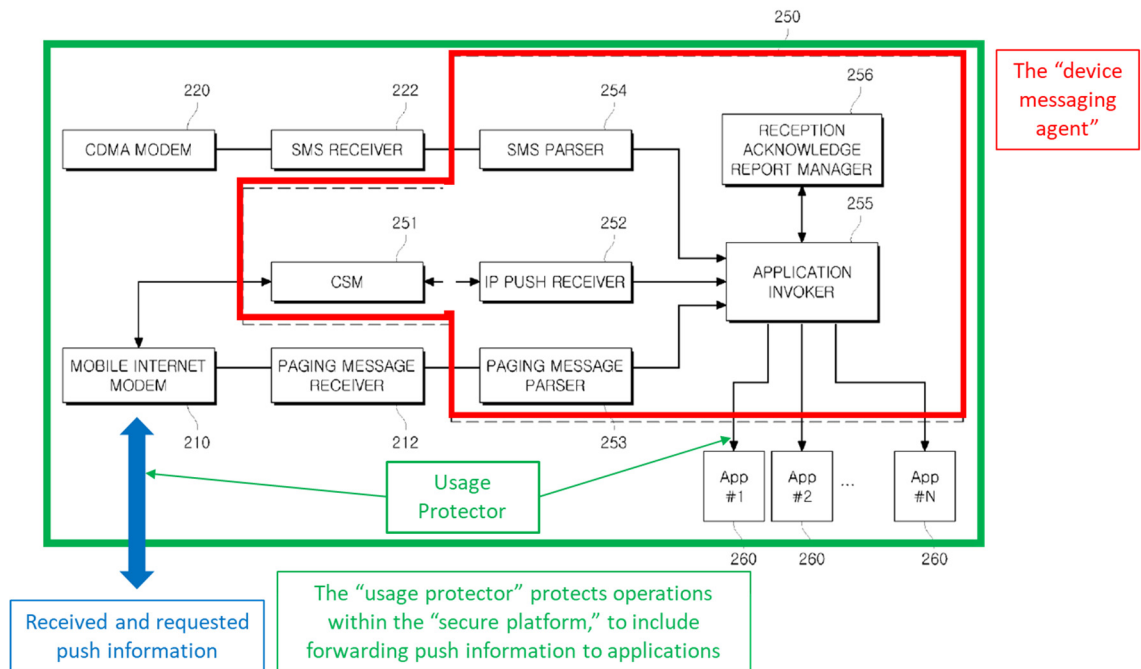 250
The “device
messaging
agent”
220
222
254
256
CDMA MODEM
SMS RECEIVER
SMS PARSER
RECEPTION
ACKNOWLEDGE
REPORT MANAGER
251
252
255
CSM
IP PUSH RECEIVER
APPLICATION
INVOKER
MOBILE INTERNET
MODEM
PAGING MESSAGE
RECEIVER
PAGING MESSAGE
PARSER
210
212
253
Usage
Protector
App
#1
App
#2
...
App
#N
260
260
260
Received and requested
push information
The “usage protector” protects operations
within the “secure platform,” to include
forwarding push information to applications